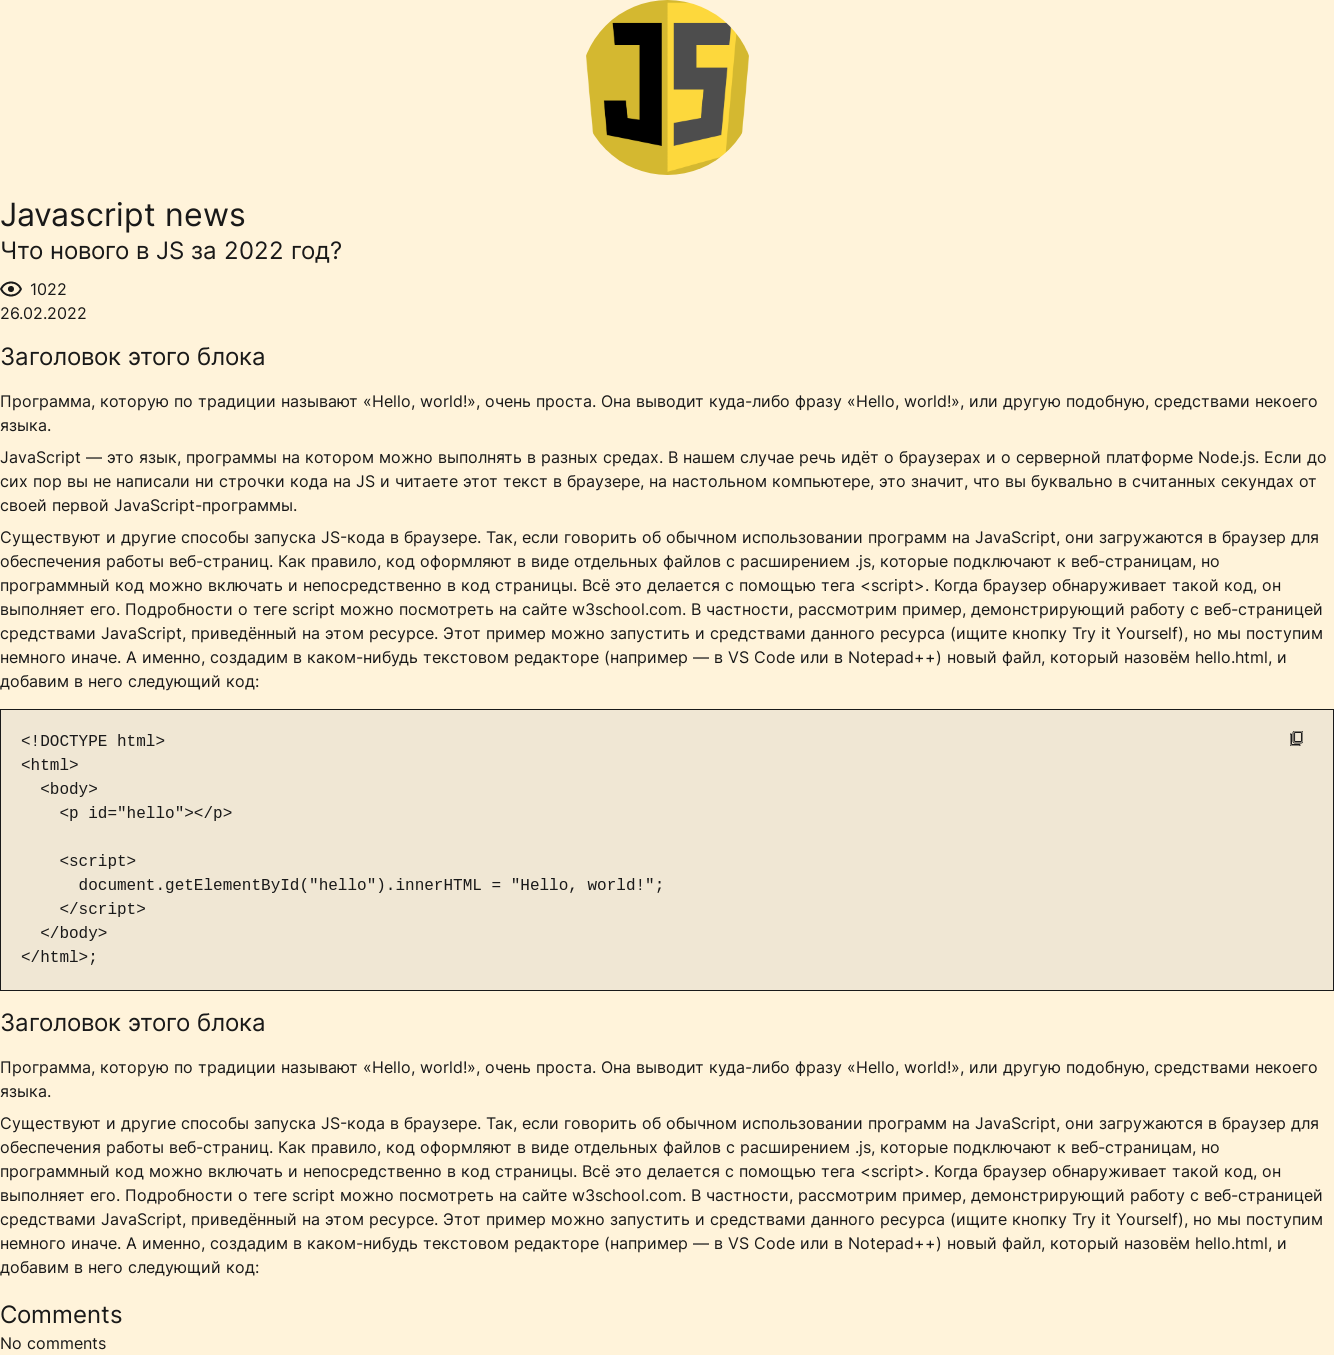 JS
Javascript news
Что нового в JS за 2022 год?
1022
26.02.2022
Заголовок этого блока
Программа, которую по традиции называют «Hello, world!», очень проста. Она выводит куда-либо фразу «Hello, world!», или другую подобную, средствами некоего
языка.
JavaScript — это язык, программы на котором можно выполнять в разных средах. В нашем случае речь идёт о браузерах и о серверной платформе Node.js. Если до
сих пор вы не написали ни строчки кода на JS и читаете этот текст в браузере, на настольном компьютере, это значит, что вы буквально в считанных секундах от
своей первой JavaScript-программы.
Существуют и другие способы запуска JS-кода в браузере. Так, если говорить об обычном использовании программ на JavaScript, они загружаются в браузер для
обеспечения работы веб-страниц. Как правило, код оформляют в виде отдельных файлов с расширением .js, которые подключают к веб-страницам, но
программный код можно включать и непосредственно в код страницы. Всё это делается с помощью тега <script>. Когда браузер обнаруживает такой код, он
выполняет его. Подробности о теге script можно посмотреть на сайте w3school.com. В частности, рассмотрим пример, демонстрирующий работу с веб-страницей
средствами JavaScript, приведённый на этом ресурсе. Этот пример можно запустить и средствами данного ресурса (ищите кнопку Try it Yourself), но мы поступим
немного иначе. А именно, создадим в каком-нибудь текстовом редакторе (например — в VS Code или в Notepad++) новый файл, который назовём hello.html, и
добавим в него следующий код:
<!DOCTYPE html>
<html>
  <body>
    <p id="hello"></p>
    <script>
      document.getElementById("hello").innerHTML = "Hello, world!";
    </script>
  </body>
</html>;
Заголовок этого блока
Программа, которую по традиции называют «Hello, world!», очень проста. Она выводит куда-либо фразу «Hello, world!», или другую подобную, средствами некоего
языка.
Существуют и другие способы запуска JS-кода в браузере. Так, если говорить об обычном использовании программ на JavaScript, они загружаются в браузер для
обеспечения работы веб-страниц. Как правило, код оформляют в виде отдельных файлов с расширением .js, которые подключают к веб-страницам, но
программный код можно включать и непосредственно в код страницы. Всё это делается с помощью тега <script>. Когда браузер обнаруживает такой код, он
выполняет его. Подробности о теге script можно посмотреть на сайте w3school.com. В частности, рассмотрим пример, демонстрирующий работу с веб-страницей
средствами JavaScript, приведённый на этом ресурсе. Этот пример можно запустить и средствами данного ресурса (ищите кнопку Try it Yourself), но мы поступим
немного иначе. А именно, создадим в каком-нибудь текстовом редакторе (например — в VS Code или в Notepad++) новый файл, который назовём hello.html, и
добавим в него следующий код:
Comments
No comments